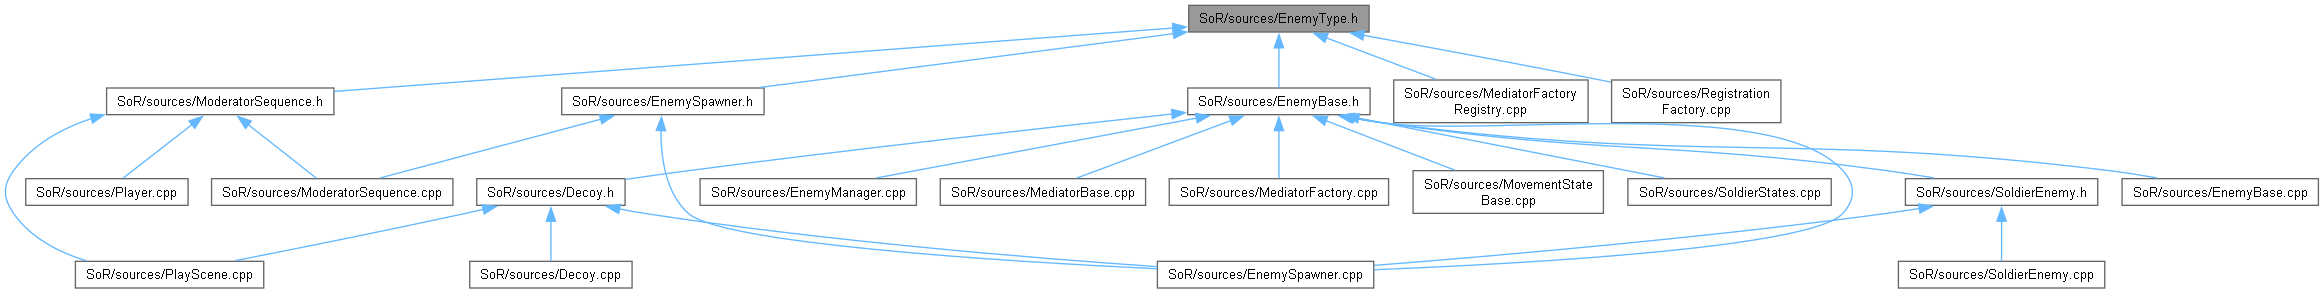 SoR/sources/EnemyType.h
SoR/sources/ModeratorSequence.h
SoR/sources/EnemySpawner.h
SoR/sources/EnemyBase.h
SoR/sources/MediatorFactory
Registry.cpp
SoR/sources/Registration
Factory.cpp
SoR/sources/Player.cpp
SoR/sources/ModeratorSequence.cpp
SoR/sources/Decoy.h
SoR/sources/EnemyManager.cpp
SoR/sources/MediatorBase.cpp
SoR/sources/MediatorFactory.cpp
SoR/sources/MovementState
Base.cpp
SoR/sources/SoldierStates.cpp
SoR/sources/SoldierEnemy.h
SoR/sources/EnemyBase.cpp
SoR/sources/PlayScene.cpp
SoR/sources/Decoy.cpp
SoR/sources/EnemySpawner.cpp
SoR/sources/SoldierEnemy.cpp